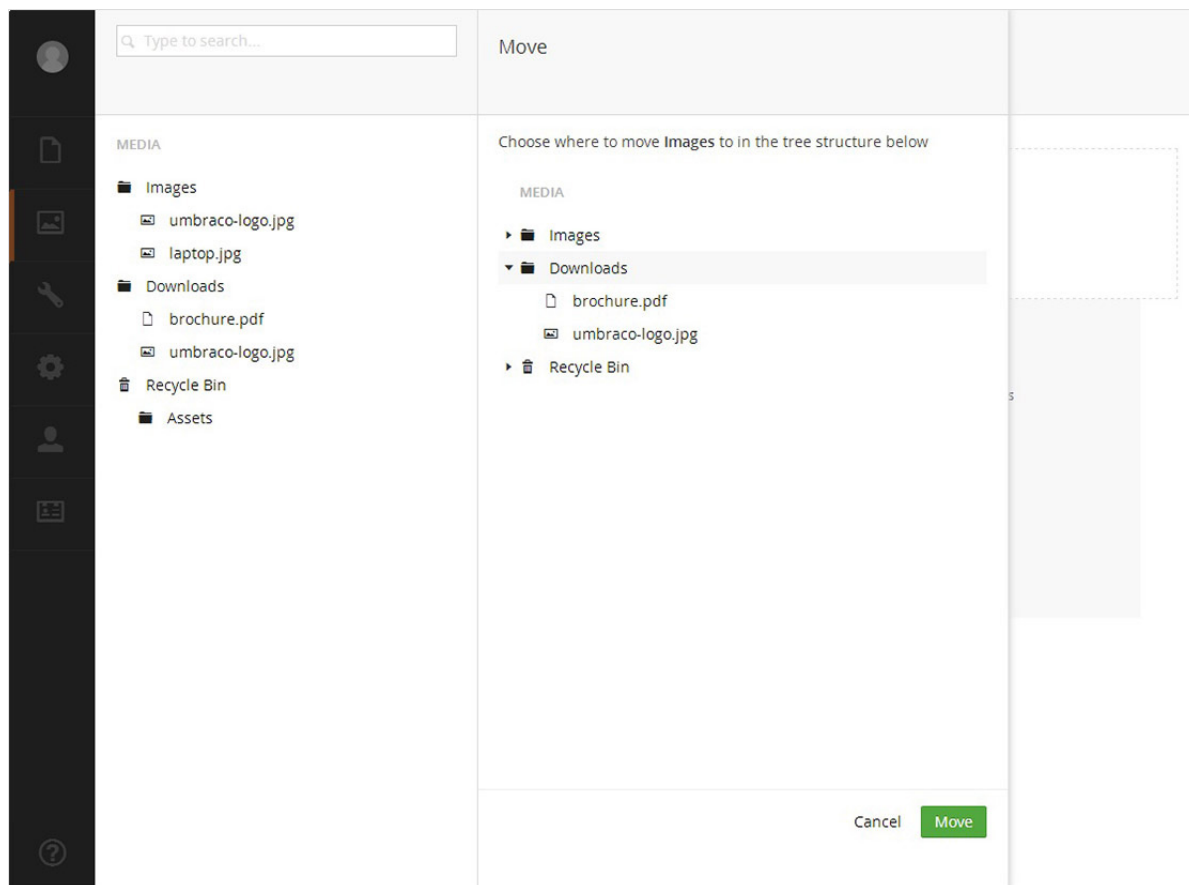 Type to search...
MEDIA
Images
umbraco-logo.jpg
laptop.jpg
Downloads
brochure.pdf
umbraco-logo.jpg
Recycle Bin
Assets
Move
Choose where to move Images to in the tree structure below
MEDIA
Images
Downloads
brochure.pdf
umbraco-logo.jpg
Recycle Bin
s
Cancel
Move